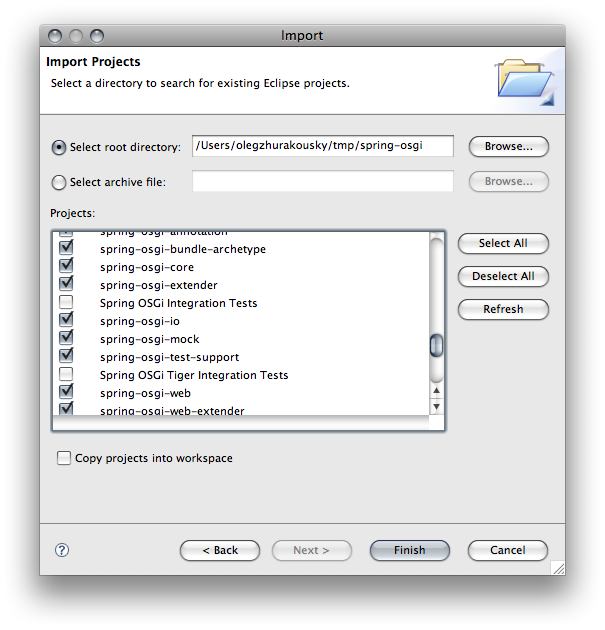 Import
Import Projects
Select a directory to search for existing Eclipse projects.
Select root directory: /Users/olegzhurakousky/tmp/spring-osgi Browse...
Select archive file: Browse...
Projects:
spring-osgi-annotation
spring-osgi-bundle-archetype
spring-osgi-core
spring-osgi-extender
Spring OSGi Integration Tests
spring-osgi-io
spring-osgi-mock
spring-osgi-test-support
Spring OSGi Tiger Integration Tests
spring-osgi-web
spring-osgi-web-extender
Select All
Deselect All
Refresh
Copy projects into workspace
? < Back Next > Finish Cancel